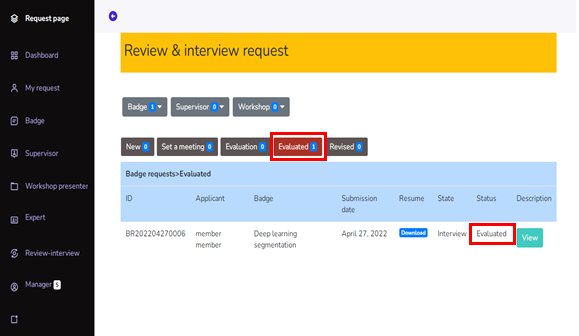 Request page
Dashboard
My request
Badge
Supervisor
Workshop presenter
Expert
Review-interview
Manager 5
Review & interview request
Badge 1 Supervisor 0 Workshop 0
New 0 Set a meeting 0 Evaluation 0 Evaluated 1 Revised 0
Badge requests>Evaluated
ID Applicant Badge Submission date Resume State Status Description
BR202204270006 member member Deep learning segmentation April 27, 2022 Download Interview Evaluated View